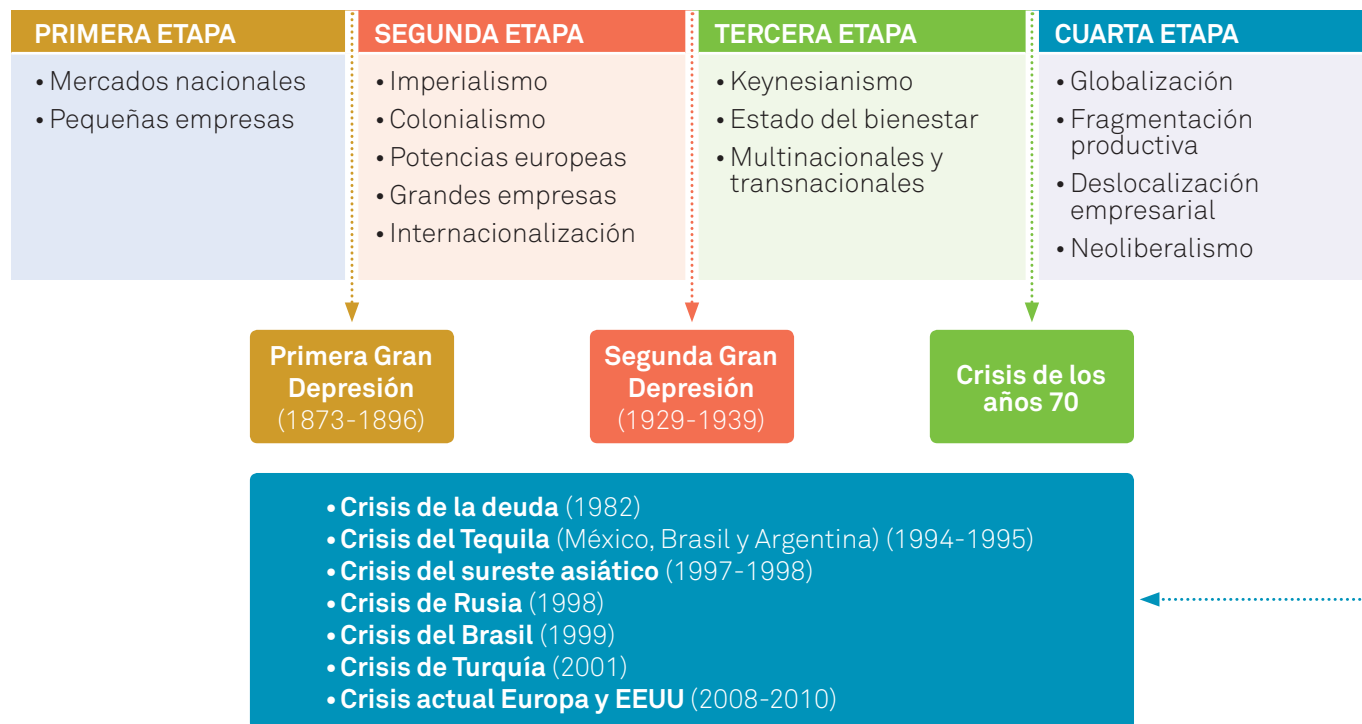 PRIMERA ETAPA
• Mercados nacionales
• Pequeñas empresas
SEGUNDA ETAPA
• Imperialismo
• Colonialismo
• Potencias europeas
• Grandes empresas
• Internacionalización
TERCERA ETAPA
• Keynesianismo
• Estado del bienestar
• Multinacionales y
transnacionales
CUARTA ETAPA
• Globalización
• Fragmentación
productiva
• Deslocalización
empresarial
• Neoliberalismo
Primera Gran
Depresión
(1873-1896)
Segunda Gran
Depresión
(1929-1939)
Crisis de los
años 70
• Crisis de la deuda (1982)
• Crisis del Tequila (México, Brasil y Argentina) (1994-1995)
• Crisis del sureste asiático (1997-1998)
• Crisis de Rusia (1998)
• Crisis del Brasil (1999)
• Crisis de Turquía (2001)
• Crisis actual Europa y EEUU (2008-2010)